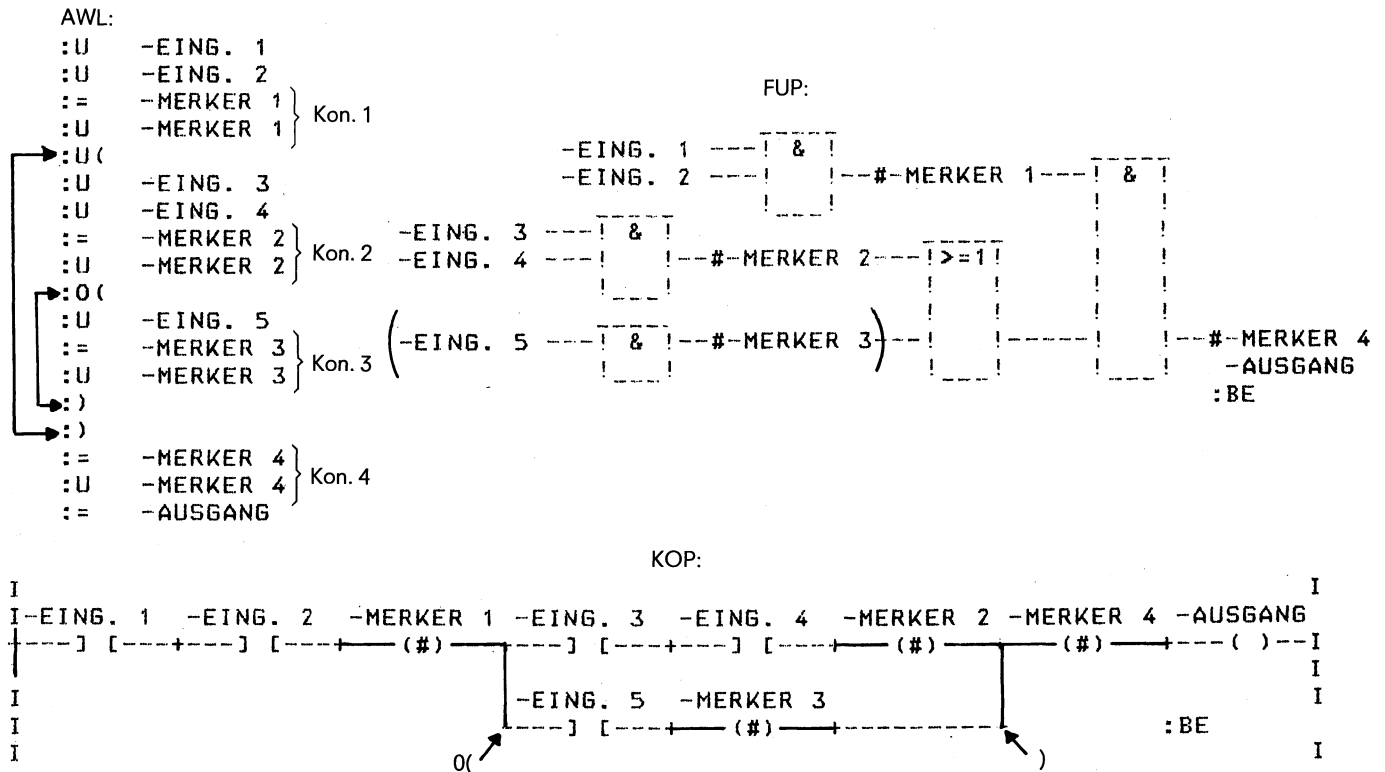 AWL:
:U -EING. 1
:U -EING. 2
:= -MERKER 1
:U -MERKER 1
Kon. 1
:U(
:U -EING. 3
:U -EING. 4
:= -MERKER 2
:U -MERKER 2
Kon. 2
:O(
:U -EING. 5
:= -MERKER 3
:U -MERKER 3
Kon. 3
:)
:)
:= -MERKER 4
:U -MERKER 4
Kon. 4
:= -AUSGANG
FUP:
-EING. 1 ---! & !
-EING. 2 ---! !--#-MERKER 1---! & !
-EING. 3 ---! & !
-EING. 4 ---! !--#-MERKER 2---!>=1!
(-EING. 5 ---! & !--#-MERKER 3)--! !-----! !--#-MERKER 4
-AUSGANG
:BE
KOP:
I I
I-EING. 1 -EING. 2 -MERKER 1 -EING. 3 -EING. 4 -MERKER 2 -MERKER 4 -AUSGANG
+----] [----+----] [----+----(#)----+----] [----+----] [----+----(#)----+----(#)----+---( )--I
I
I -EING. 5 -MERKER 3 I
I ----] [----+----(#)----+---------- :BE
I I
O( )